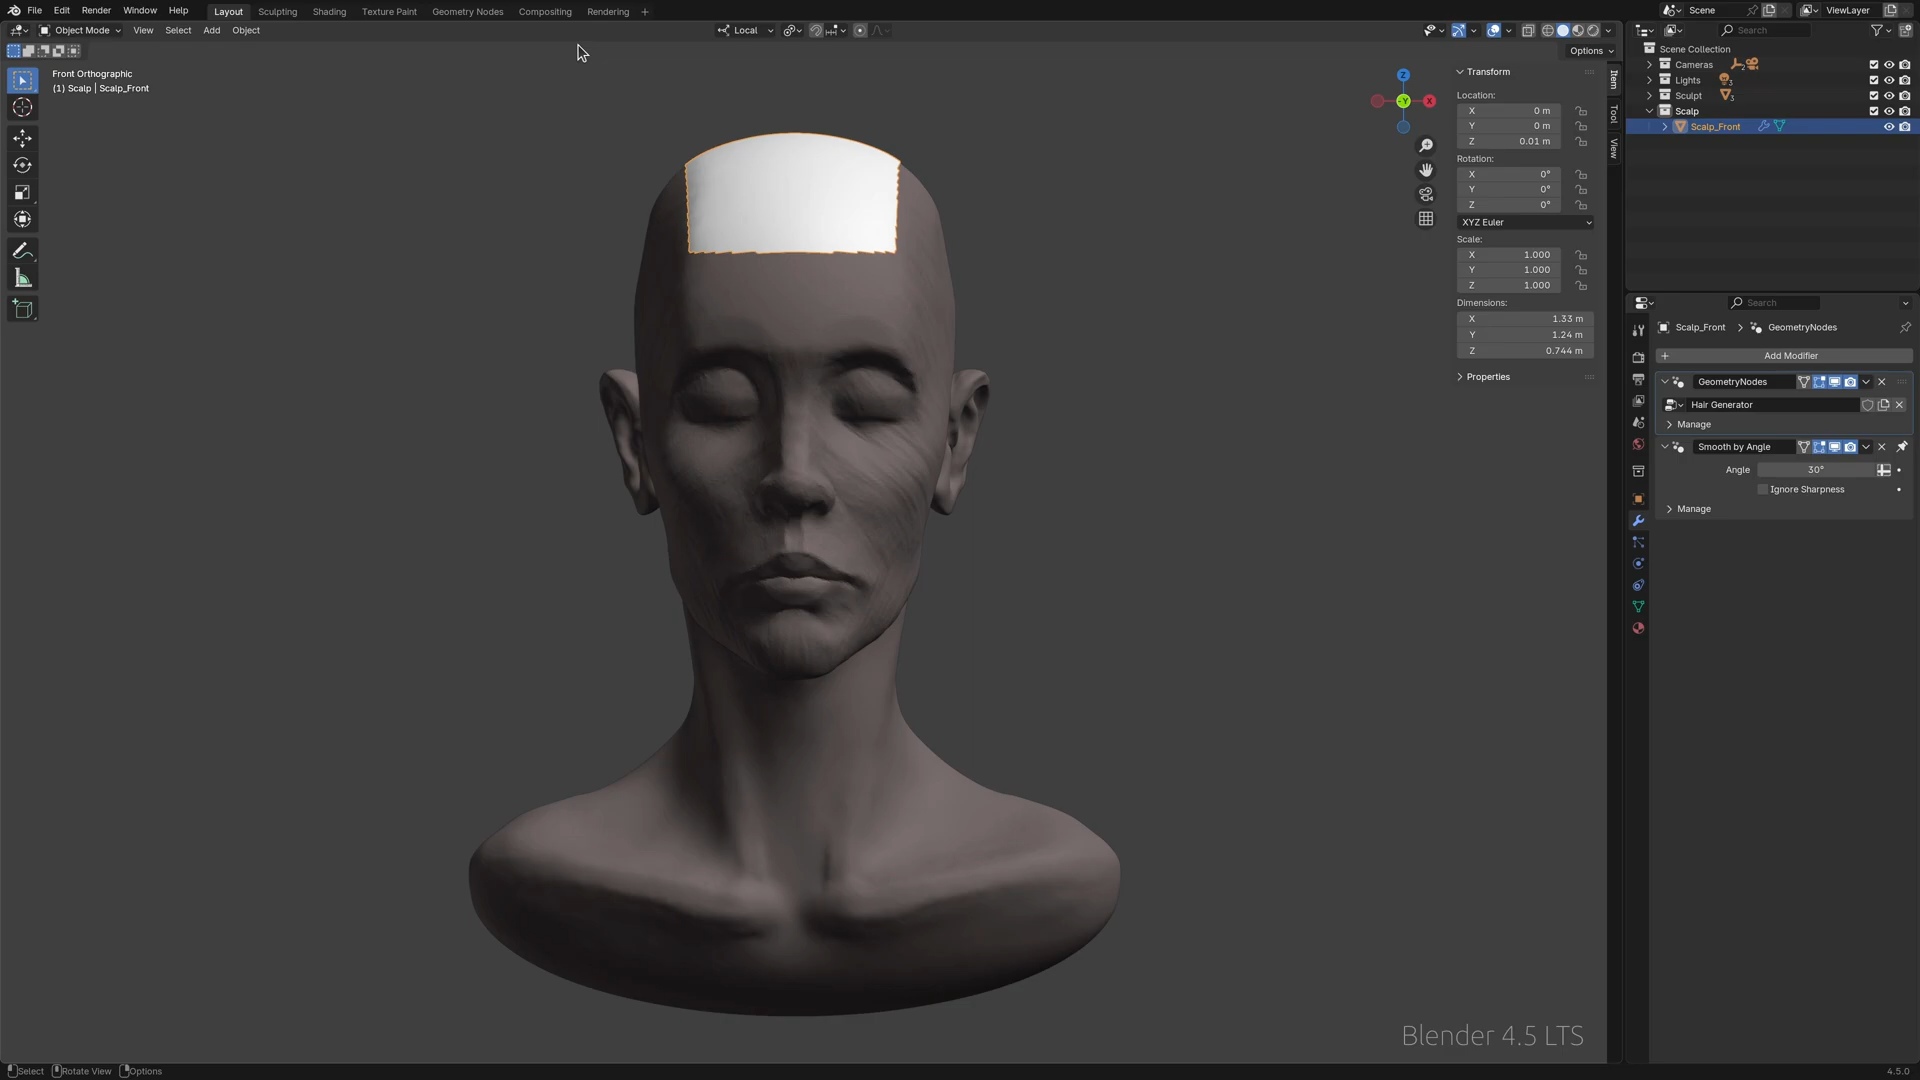 File Edit Render Window Help Layout Sculpting Shading Texture Paint Geometry Nodes Compositing Rendering + Scene ViewLayer
Object Mode View Select Add Object Local Search
Options
Front Orthographic
(1) Scalp | Scalp_Front
Z
Y
X
Transform
Location:
X 0 m
Y 0 m
Z 0.01 m
Rotation:
X 0°
Y 0°
Z 0°
XYZ Euler
Scale:
X 1.000
Y 1.000
Z 1.000
Dimensions:
X 1.33 m
Y 1.24 m
Z 0.744 m
Properties
Item
Tool
View
Scene Collection
Cameras 2
Lights 3
Sculpt 3
Scalp
Scalp_Front
Search
Scalp_Front > GeometryNodes
+ Add Modifier
GeometryNodes
Hair Generator
Manage
Smooth by Angle
Angle 30°
Ignore Sharpness
Manage
Blender 4.5 LTS
Select Rotate View Options 4.5.0